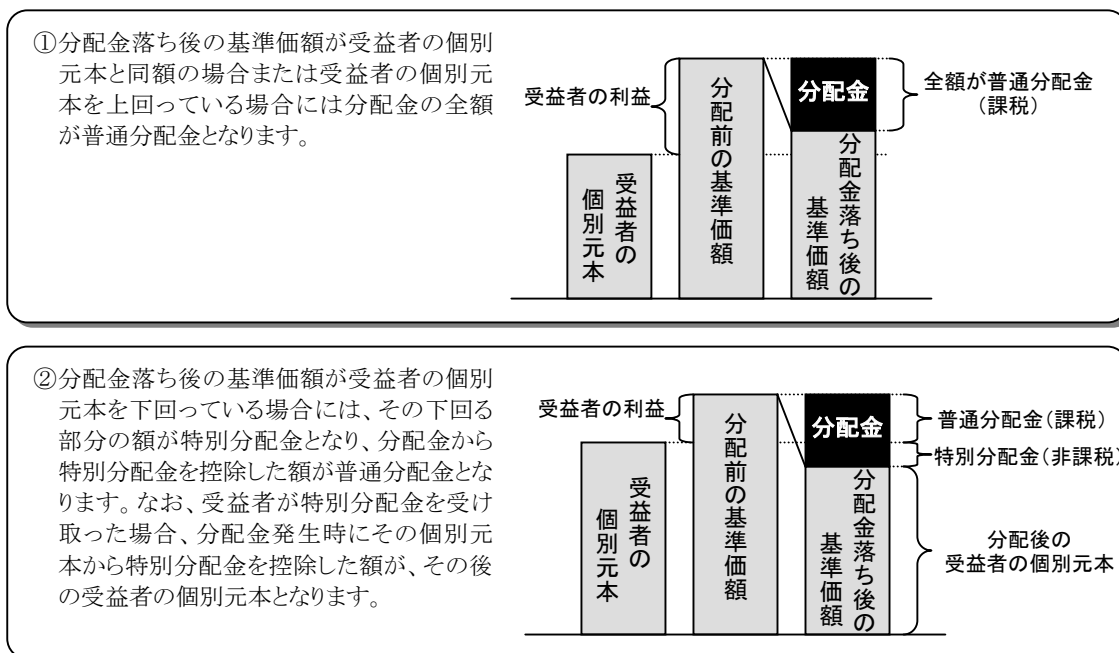 ①分配金落ち後の基準価額が受益者の個別
元本と同額の場合または受益者の個別元
本を上回っている場合には分配金の全額
が普通分配金となります。
受益者の利益
分配前の基準価額
分配金
全額が普通分配金
(課税)
受益者の
個別元本
分配金落ち後の
基準価額
②分配金落ち後の基準価額が受益者の個別
元本を下回っている場合には、その下回る
部分の額が特別分配金となり、分配金から
特別分配金を控除した額が普通分配金とな
ります。なお、受益者が特別分配金を受け
取った場合、分配金発生時にその個別元
本から特別分配金を控除した額が、その後
の受益者の個別元本となります。
受益者の利益
分配前の基準価額
分配金
普通分配金(課税)
特別分配金(非課税)
受益者の
個別元本
分配金落ち後の
基準価額
分配後の
受益者の個別元本